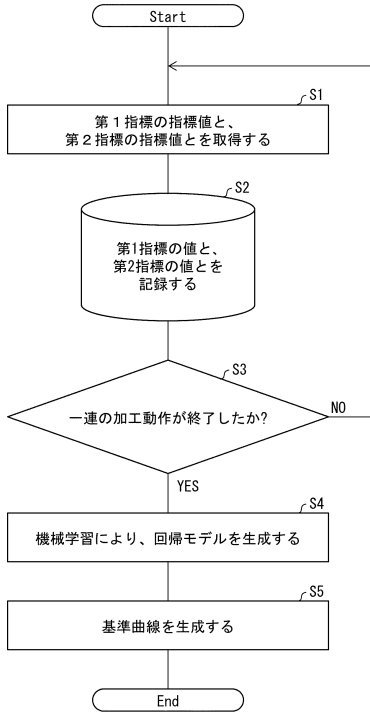 Start
S1
第１指標の指標値と、
第２指標の指標値とを取得する
S2
第1指標の値と、
第2指標の値とを
記録する
S3
一連の加工動作が終了したか?
NO
YES
S4
機械学習により、回帰モデルを生成する
S5
基準曲線を生成する
End